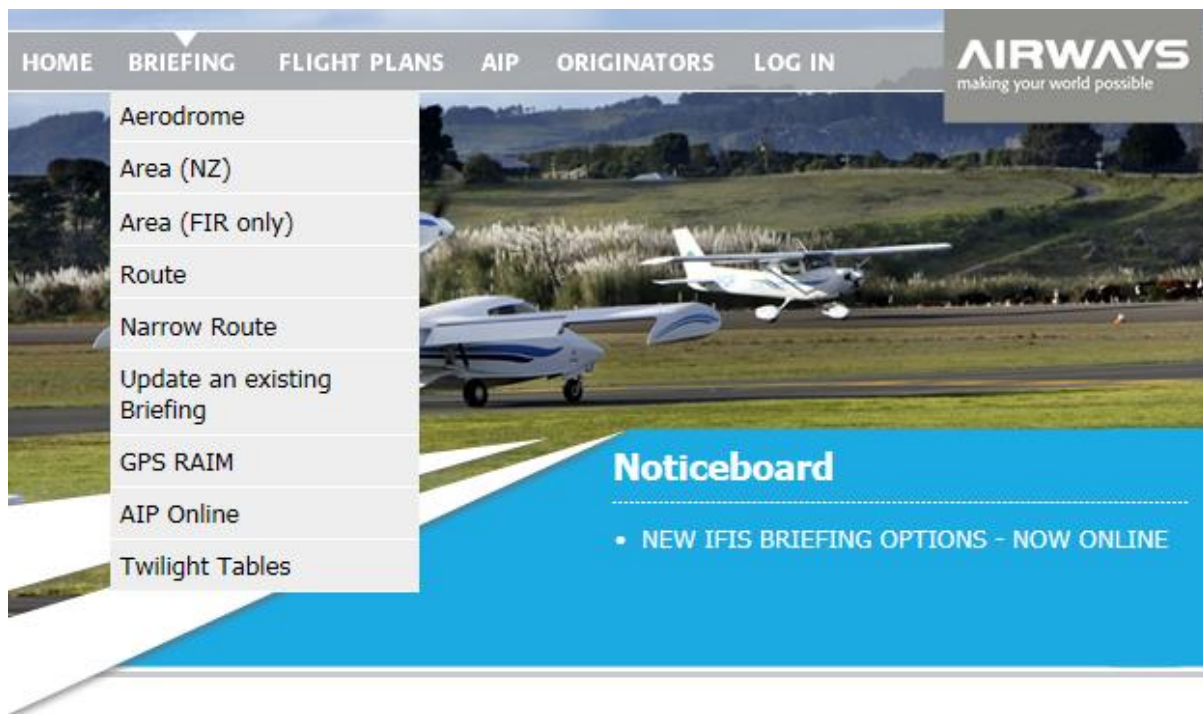 HOME BRIEFING FLIGHT PLANS AIP ORIGINATORS LOG IN
AIRWAYS
making your world possible
Aerodrome
Area (NZ)
Area (FIR only)
Route
Narrow Route
Update an existing
Briefing
GPS RAIM
AIP Online
Twilight Tables
Noticeboard
• NEW IFIS BRIEFING OPTIONS - NOW ONLINE